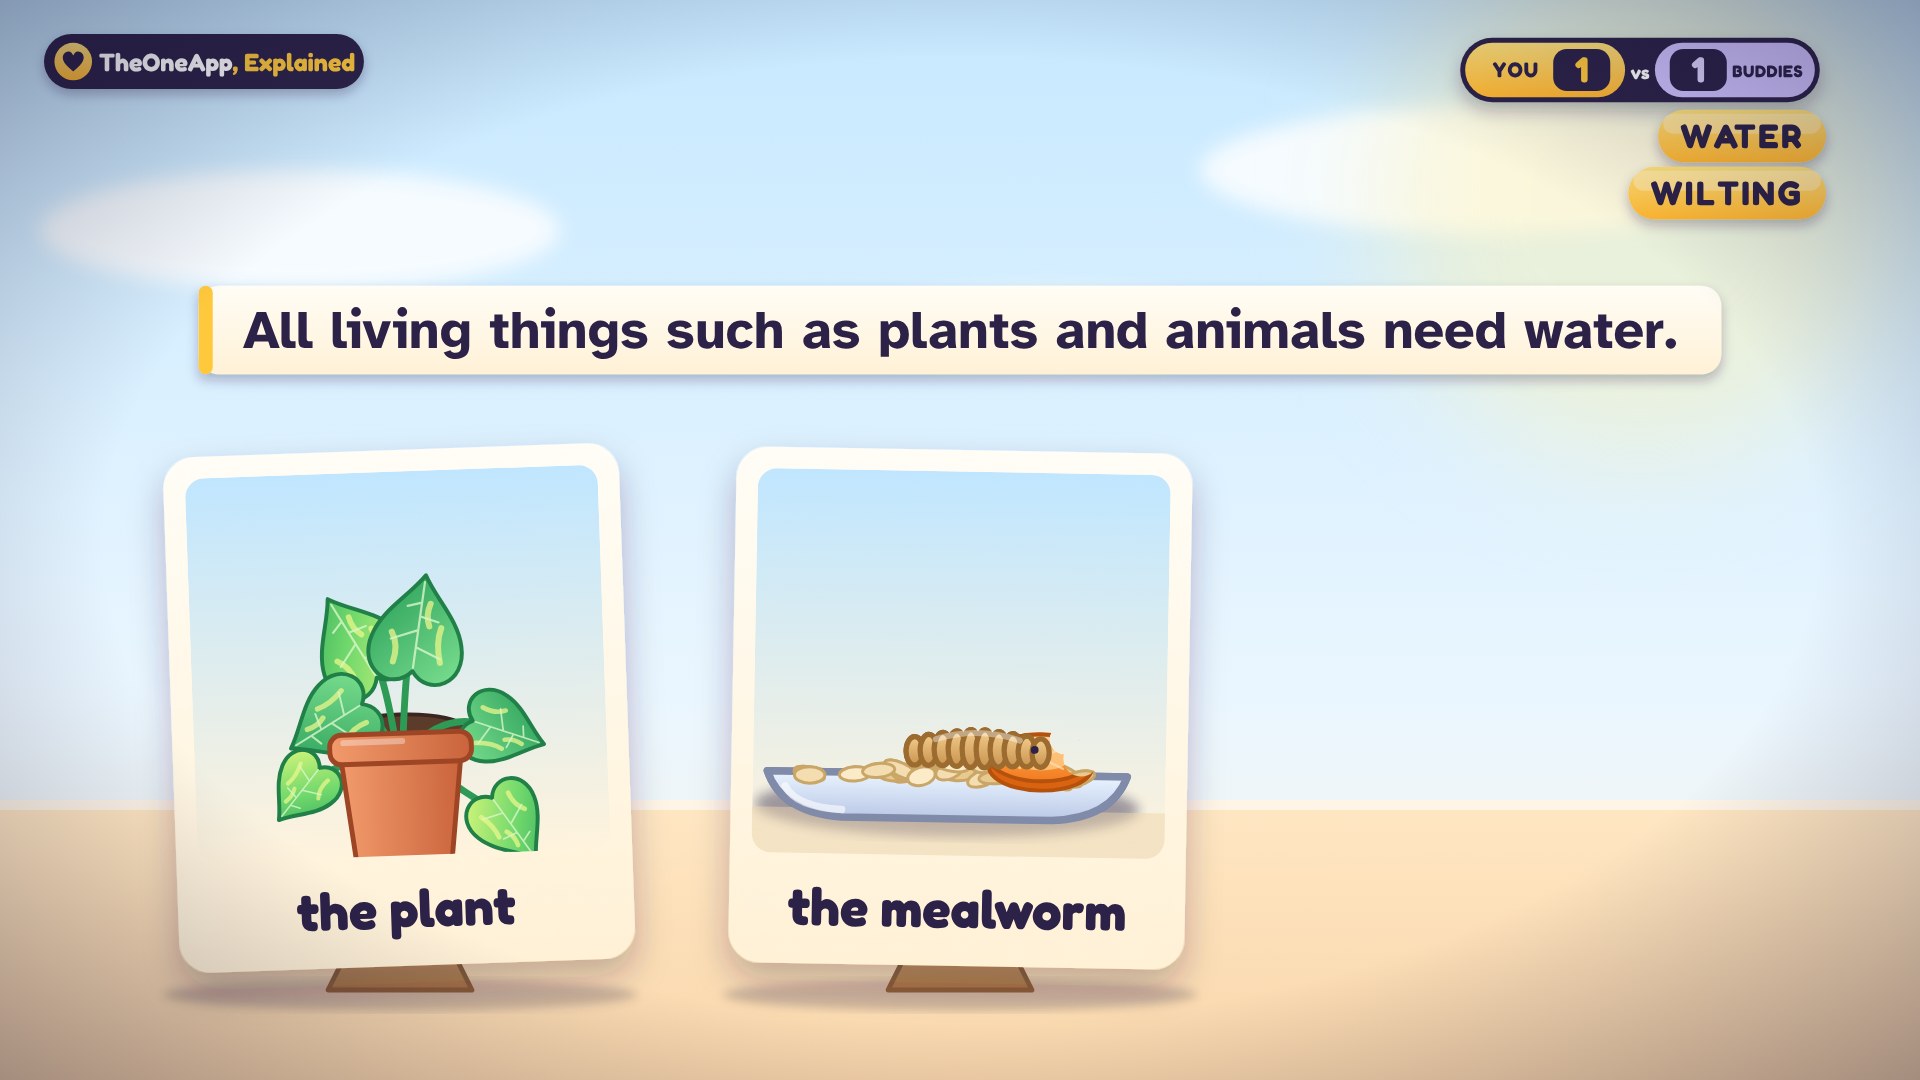 TheOneApp, Explained
YOU 1 vs 1 BUDDIES
WATER
WILTING
All living things such as plants and animals need water.
the plant
the mealworm